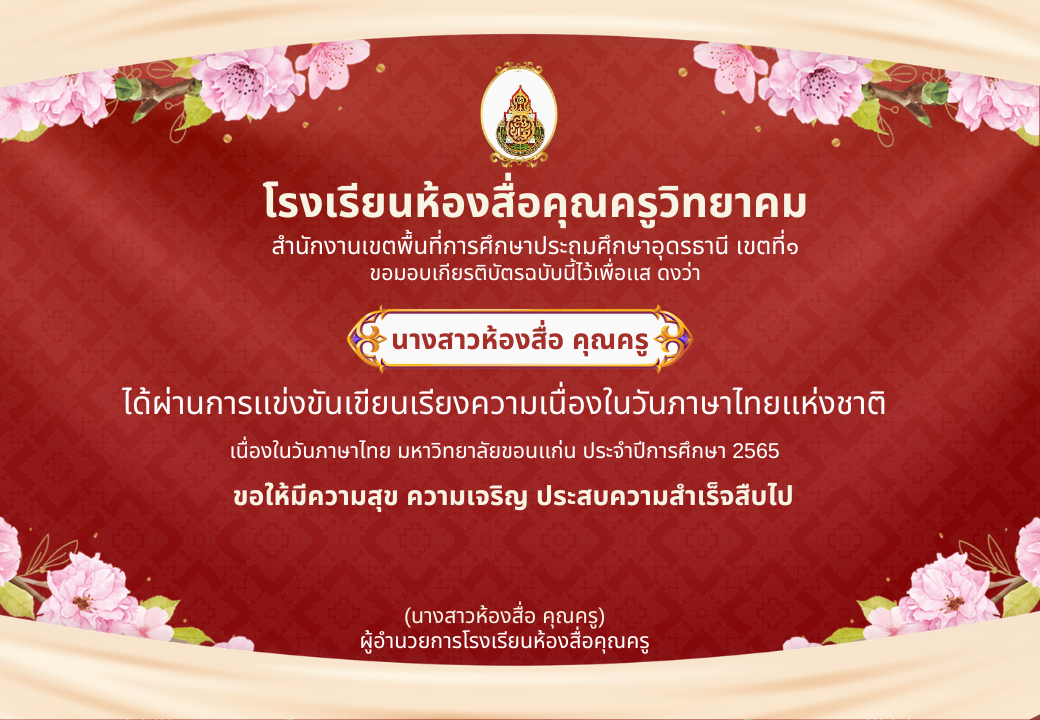 โรงเรียนห้องสื่อคุณครูวิทยาคม
สำนักงานเขตพื้นที่การศึกษาประถมศึกษาอุดรธานี เขตที่๑
ขอมอบเกียรติบัตรฉบับนี้ไว้เพื่อแส ดงว่า
นางสาวห้องสื่อ คุณครู
ได้ผ่านการแข่งขันเขียนเรียงความเนื่องในวันภาษาไทยแห่งชาติ
เนื่องในวันภาษาไทย มหาวิทยาลัยขอนแก่น ประจำปีการศึกษา 2565
ขอให้มีความสุข ความเจริญ ประสบความสำเร็จสืบไป
(นางสาวห้องสื่อ คุณครู)
ผู้อำนวยการโรงเรียนห้องสื่อคุณครู